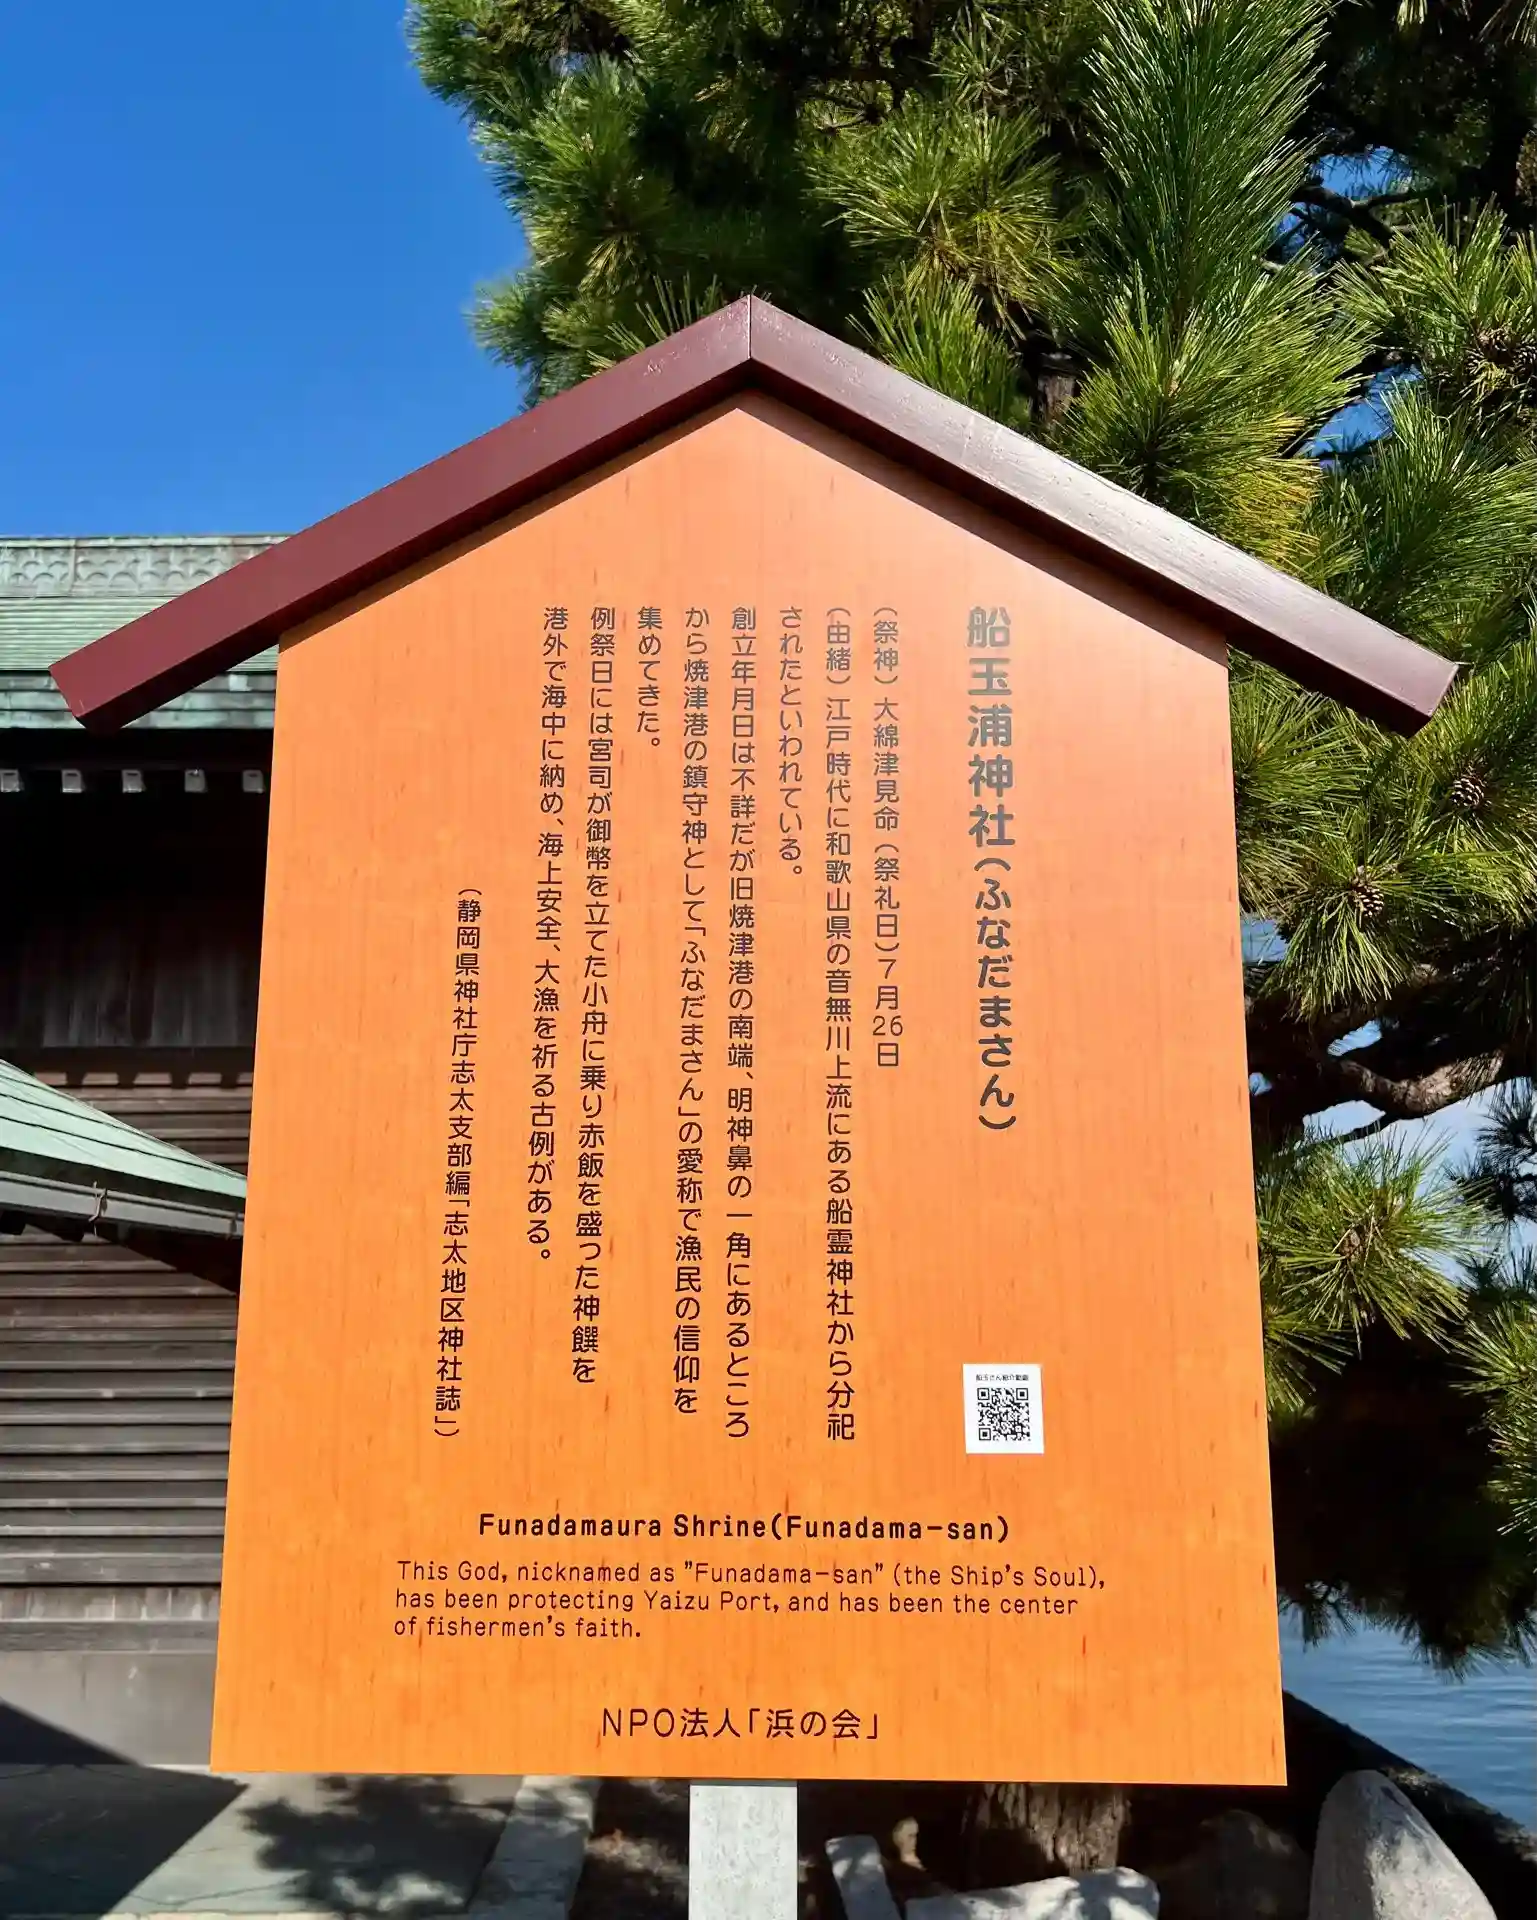 船玉浦神社(ふなだまさん)
(祭神)大綿津見命(祭礼日)7月26日
(由緒)江戸時代に和歌山県の音無川上流にある船霊神社から分祀
されたといわれている。
創立年月日は不詳だが旧焼津港の南端、明神鼻の一角にあるところ
から焼津港の鎮守神として「ふなだまさん」の愛称で漁民の信仰を
集めてきた。
例祭日には宮司が御幣を立てた小舟に乗り赤飯を盛った神饌を
港外で海中に納め、海上安全、大漁を祈る古例がある。
(静岡県神社庁志太支部編「志太地区神社誌」)
船玉さん紹介動画
Funadamaura Shrine(Funadama-san)
This God, nicknamed as "Funadama-san" (the Ship's Soul),
has been protecting Yaizu Port, and has been the center
of fishermen's faith.
NPO法人「浜の会」